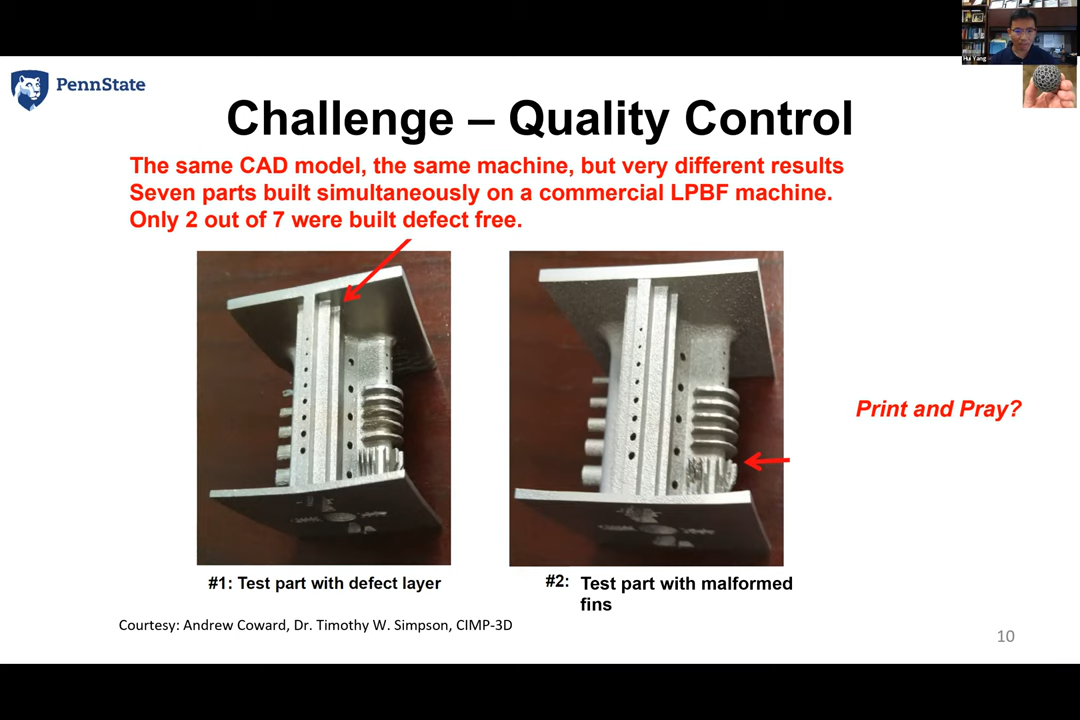 Hui Yang
PennState
Challenge – Quality Control
The same CAD model, the same machine, but very different results
Seven parts built simultaneously on a commercial LPBF machine.
Only 2 out of 7 were built defect free.
Print and Pray?
#1: Test part with defect layer
#2: Test part with malformed
fins
Courtesy: Andrew Coward, Dr. Timothy W. Simpson, CIMP-3D
10